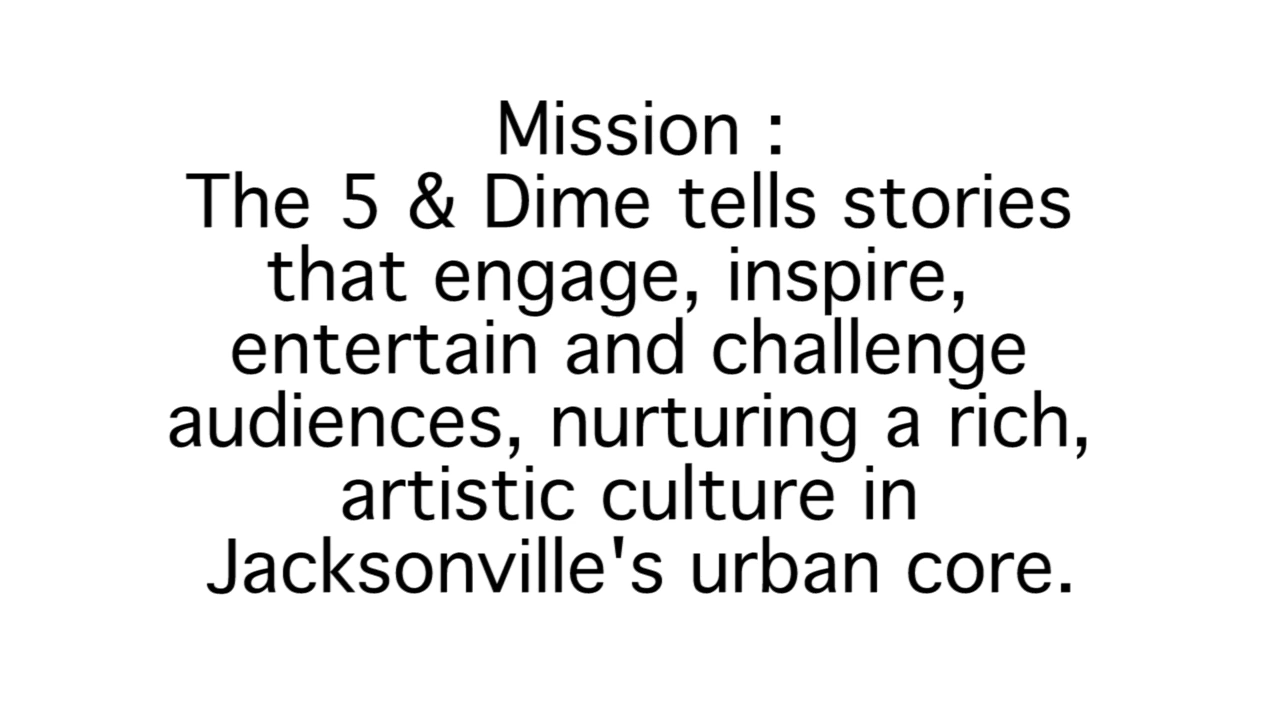 Mission :
The 5 & Dime tells stories
that engage, inspire,
entertain and challenge
audiences, nurturing a rich,
artistic culture in
Jacksonville's urban core.